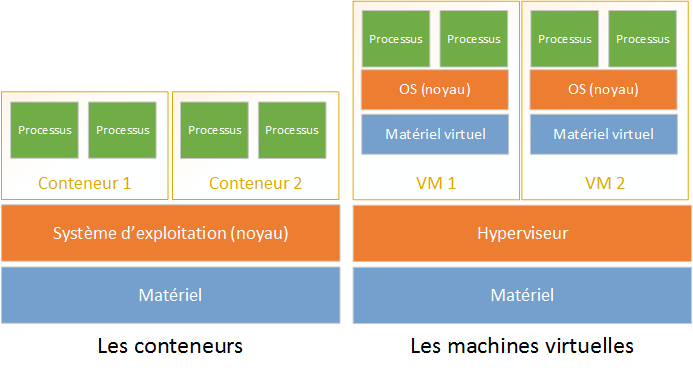 Processus Processus Processus Processus
OS (noyau) OS (noyau)
Processus Processus Processus Processus
Matériel virtuel Matériel virtuel
Conteneur 1 Conteneur 2 VM 1 VM 2
Système d'exploitation (noyau) Hyperviseur
Matériel Matériel
Les conteneurs Les machines virtuelles